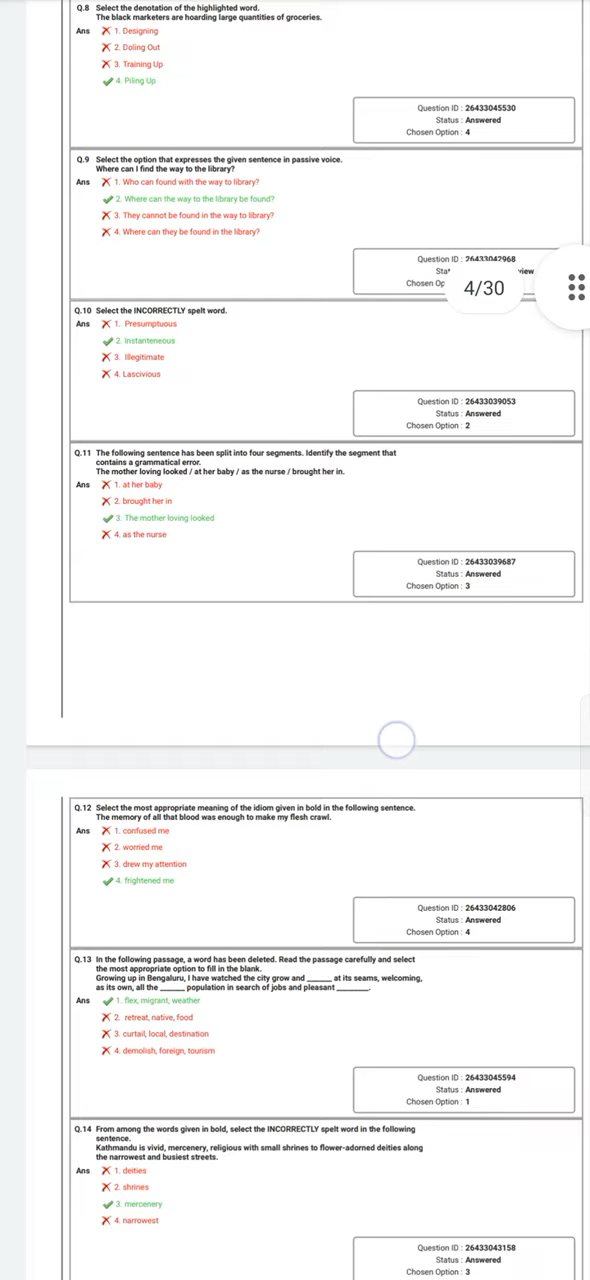 Q.8 Select the denotation of the highlighted word.
The black marketers are hoarding large quantities of groceries.
Ans 1. Designing
2. Doling Out
3. Training Up
4. Piling Up
Question ID : 26433045530
Status : Answered
Chosen Option : 4
Q.9 Select the option that expresses the given sentence in passive voice.
Where can I find the way to the library?
Ans 1. Who can found with the way to library?
2. Where can the way to the library be found?
3. They cannot be found in the way to library?
4. Where can they be found in the library?
Question ID : 26433042968
4/30
Q.10 Select the INCORRECTLY spelt word.
Ans 1. Presumptuous
2. Instanteneous
3. Illegitimate
4. Lascivious
Question ID : 26433039053
Status : Answered
Chosen Option : 2
Q.11 The following sentence has been split into four segments. Identify the segment that
contains a grammatical error.
The mother loving looked / at her baby / as the nurse / brought her in.
Ans 1. at her baby
2. brought her in
3. The mother loving looked
4. as the nurse
Question ID : 26433039687
Status : Answered
Chosen Option : 3
Q.12 Select the most appropriate meaning of the idiom given in bold in the following sentence.
The memory of all that blood was enough to make my flesh crawl.
Ans 1. confused me
2. worried me
3. drew my attention
4. frightened me
Question ID : 26433042806
Status : Answered
Chosen Option : 4
Q.13 In the following passage, a word has been deleted. Read the passage carefully and select
the most appropriate option to fill in the blank.
Growing up in Bengaluru, I have watched the city grow and ______ at its seams, welcoming,
as its own, all the ______ population in search of jobs and pleasant ________.
Ans 1. flex, migrant, weather
2. retreat, native, food
3. curtail, local, destination
4. demolish, foreign, tourism
Question ID : 26433045594
Status : Answered
Chosen Option : 1
Q.14 From among the words given in bold, select the INCORRECTLY spelt word in the following
sentence.
Kathmandu is vivid, mercenery, religious with small shrines to flower-adorned deities along
the narrowest and busiest streets.
Ans 1. deities
2. shrines
3. mercenery
4. narrowest
Question ID : 26433043158
Status : Answered
Chosen Option : 3